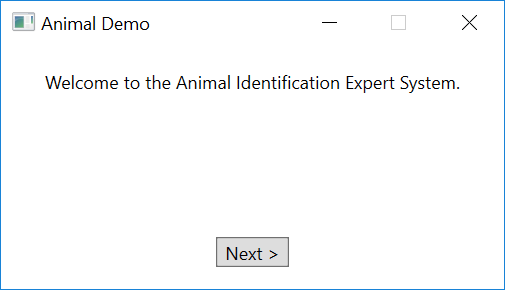 Animal Demo
Welcome to the Animal Identification Expert System.
Next >